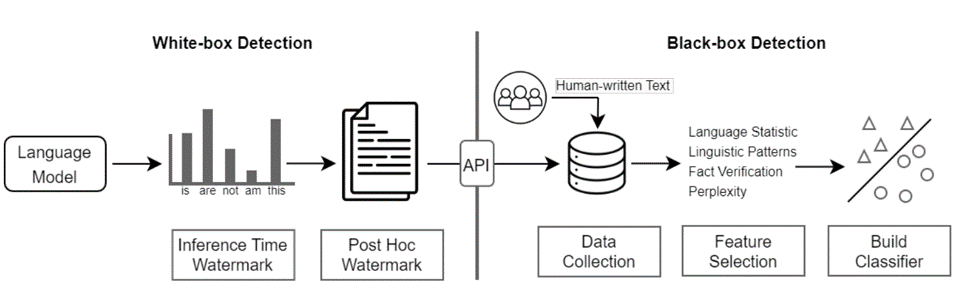 White-box Detection
Black-box Detection
Human-written Text
Language
Model
is are not am this
API
Language Statistic
Linguistic Patterns
Fact Verification
Perplexity
Inference Time
Watermark
Post Hoc
Watermark
Data
Collection
Feature
Selection
Build
Classifier